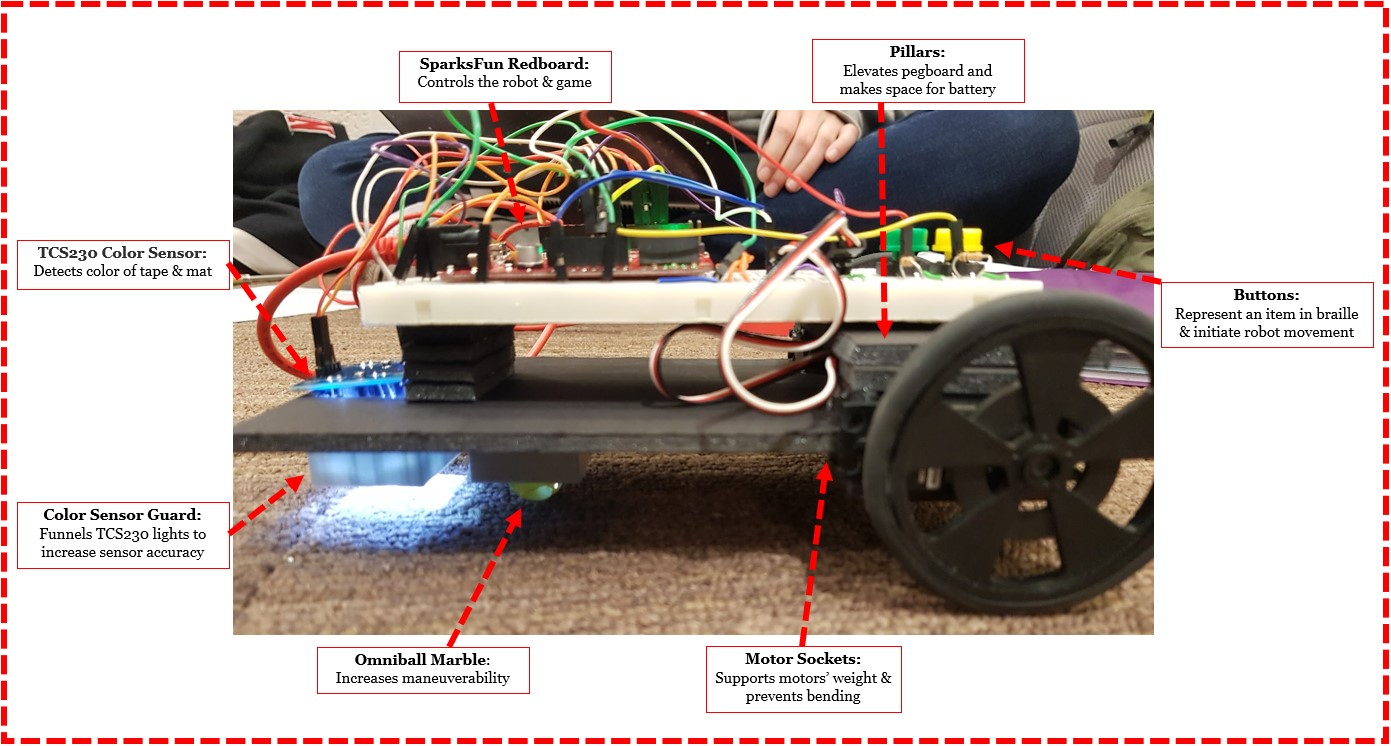 SparksFun Redboard:
Controls the robot & game
Pillars:
Elevates pegboard and
makes space for battery
TCS230 Color Sensor:
Detects color of tape & mat
Buttons:
Represent an item in braille
& initiate robot movement
Color Sensor Guard:
Funnels TCS230 lights to
increase sensor accuracy
Omniball Marble:
Increases maneuverability
Motor Sockets:
Supports motors’ weight &
prevents bending